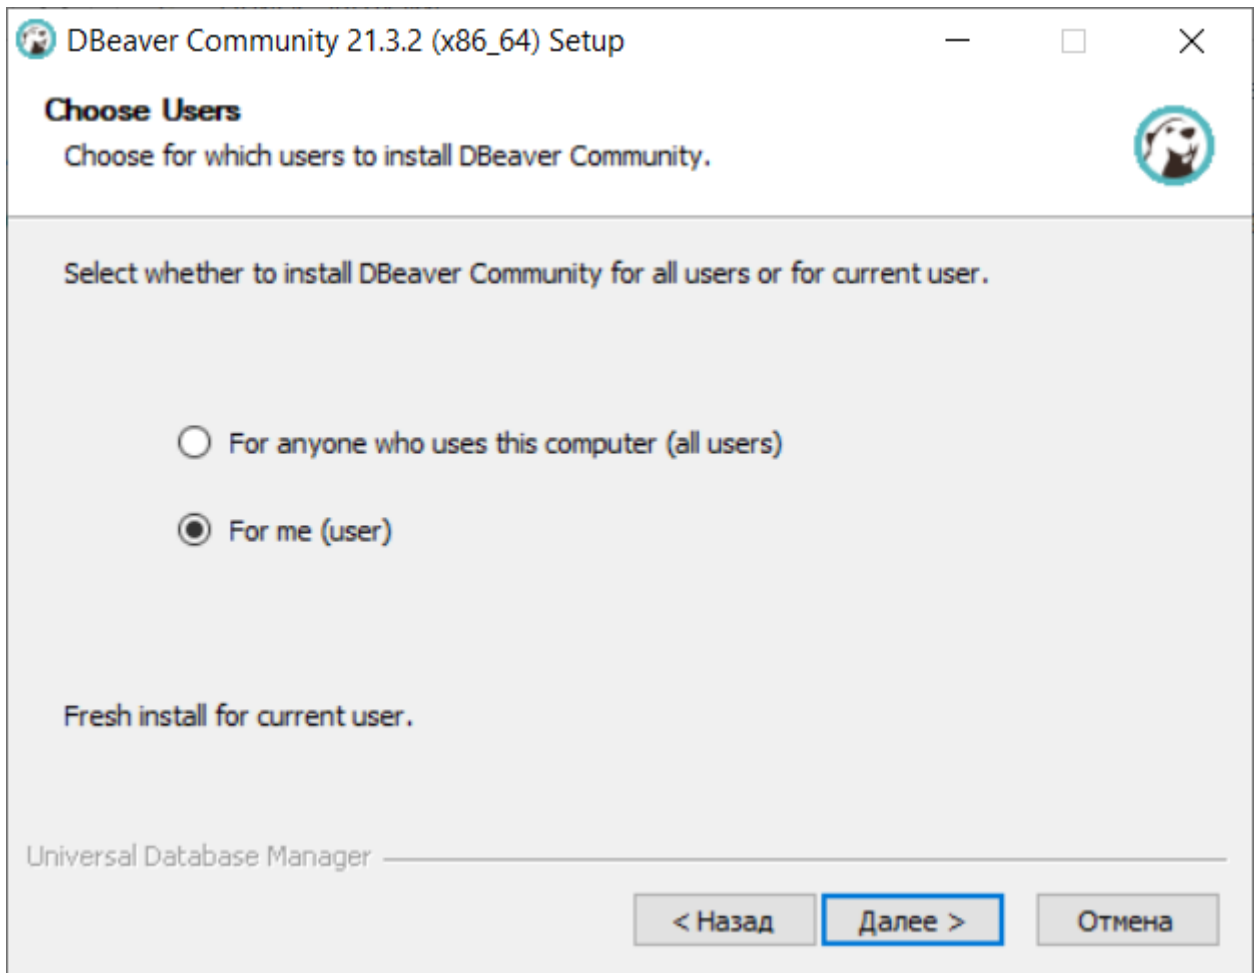 DBeaver Community 21.3.2 (x86_64) Setup
Choose Users
Choose for which users to install DBeaver Community.
Select whether to install DBeaver Community for all users or for current user.
For anyone who uses this computer (all users)
For me (user)
Fresh install for current user.
Universal Database Manager
< Назад
Далее >
Отмена